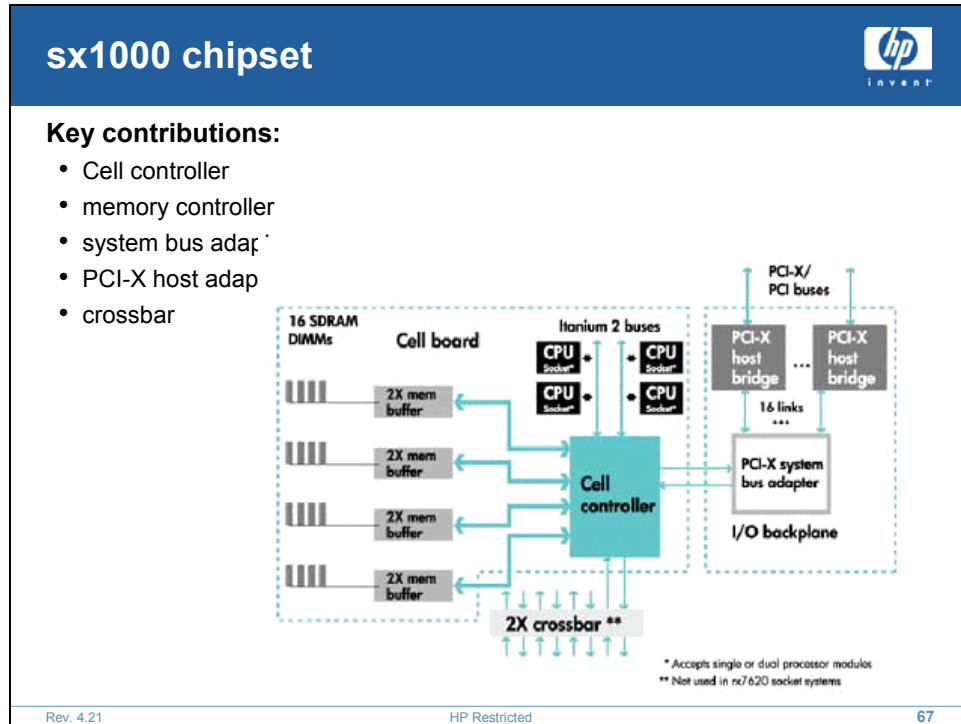 sx1000 chipset
hp
invent
Key contributions:
• Cell controller
• memory controller
• system bus adap
• PCI-X host adap
• crossbar
16 SDRAM
DIMMs
Cell board
Itanium 2 buses
CPU
Socket*
*
*
CPU
Socket*
CPU
Socket*
*
*
CPU
Socket*
2X mem
buffer
2X mem
buffer
2X mem
buffer
2X mem
buffer
Cell
controller
2X crossbar **
PCI-X/
PCI buses
PCI-X
host
bridge
...
PCI-X
host
bridge
16 links
...
PCI-X system
bus adapter
I/O backplane
* Accepts single or dual processor modules
** Not used in rx7620 socket systems
Rev. 4.21
HP Restricted
67